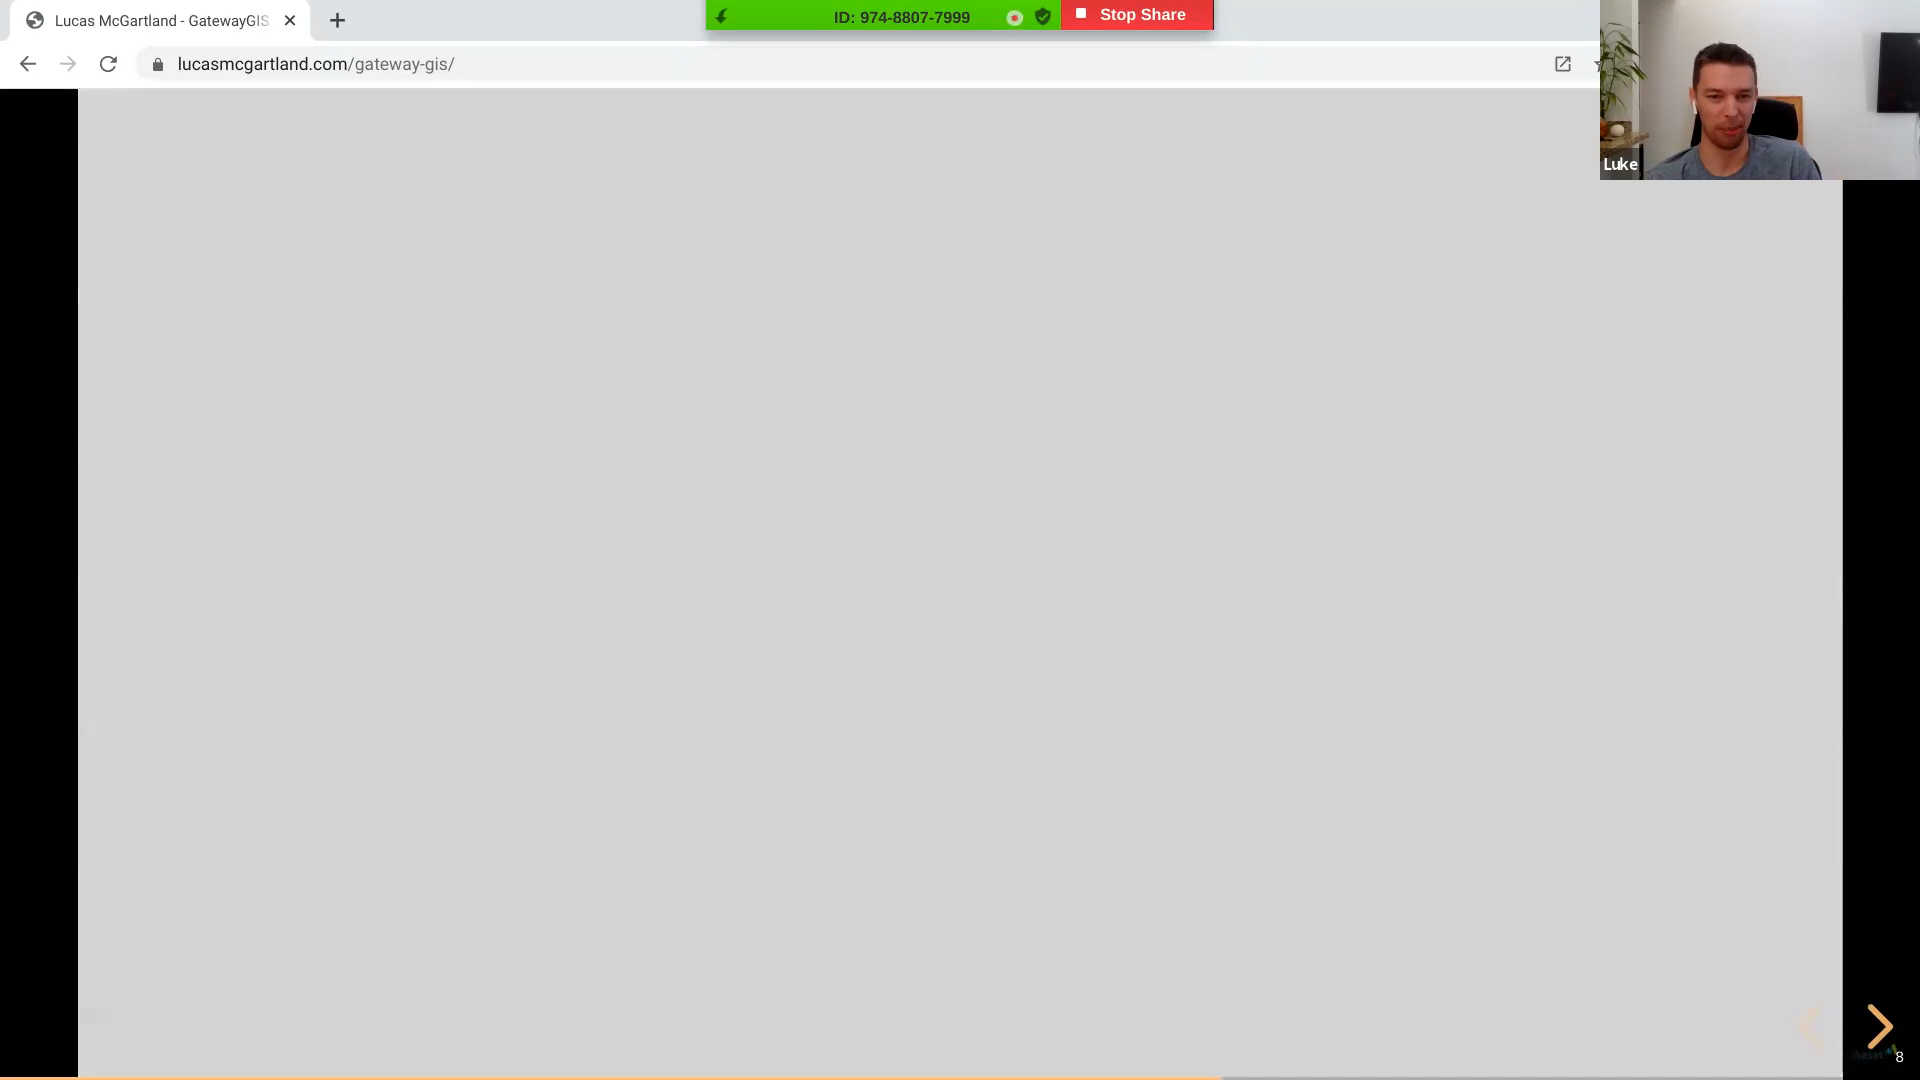 Lucas McGartland - GatewayGIS
ID: 974-8807-7999
Stop Share
lucasmcgartland.com/gateway-gis/
Luke
8